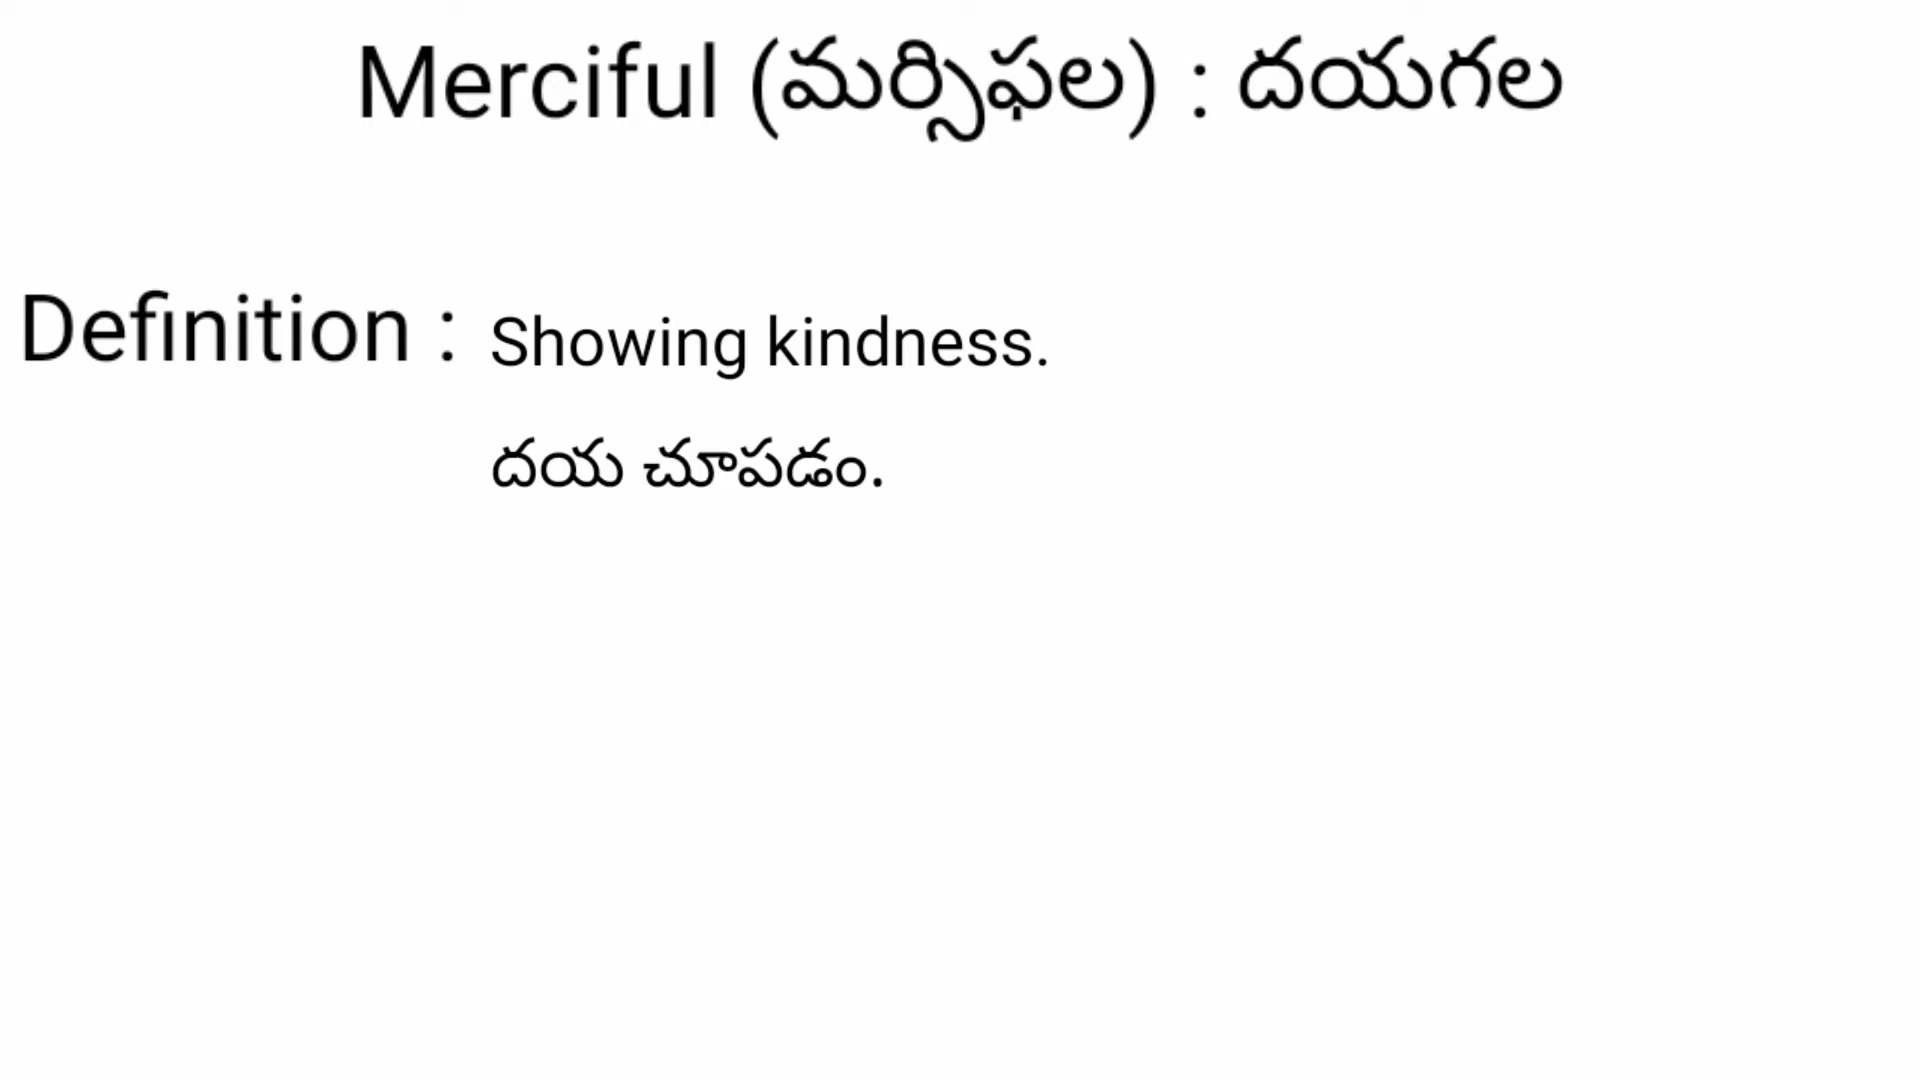 Merciful (మర్సిఫల) : దయగల
Definition : Showing kindness.
దయ చూపడం.